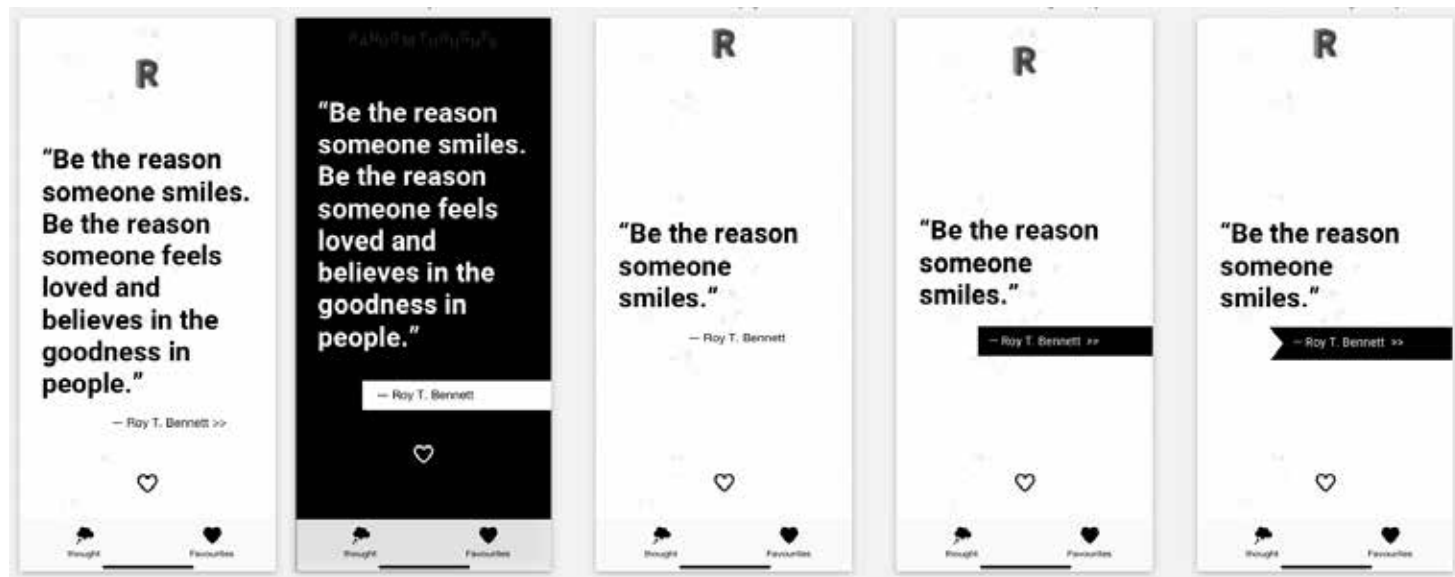 R
“Be the reason
someone smiles.
Be the reason
someone feels
loved and
believes in the
goodness in
people.”
— Roy T. Bennett >>
thought
Favourites
RANDOM THOUGHTS
“Be the reason
someone smiles.
Be the reason
someone feels
loved and
believes in the
goodness in
people.”
— Roy T. Bennett
thought
Favourites
R
“Be the reason
someone
smiles.”
— Roy T. Bennett
thought
Favourites
R
“Be the reason
someone
smiles.”
— Roy T. Bennett >>
thought
Favourites
R
“Be the reason
someone
smiles.”
— Roy T. Bennett >>
thought
Favourites